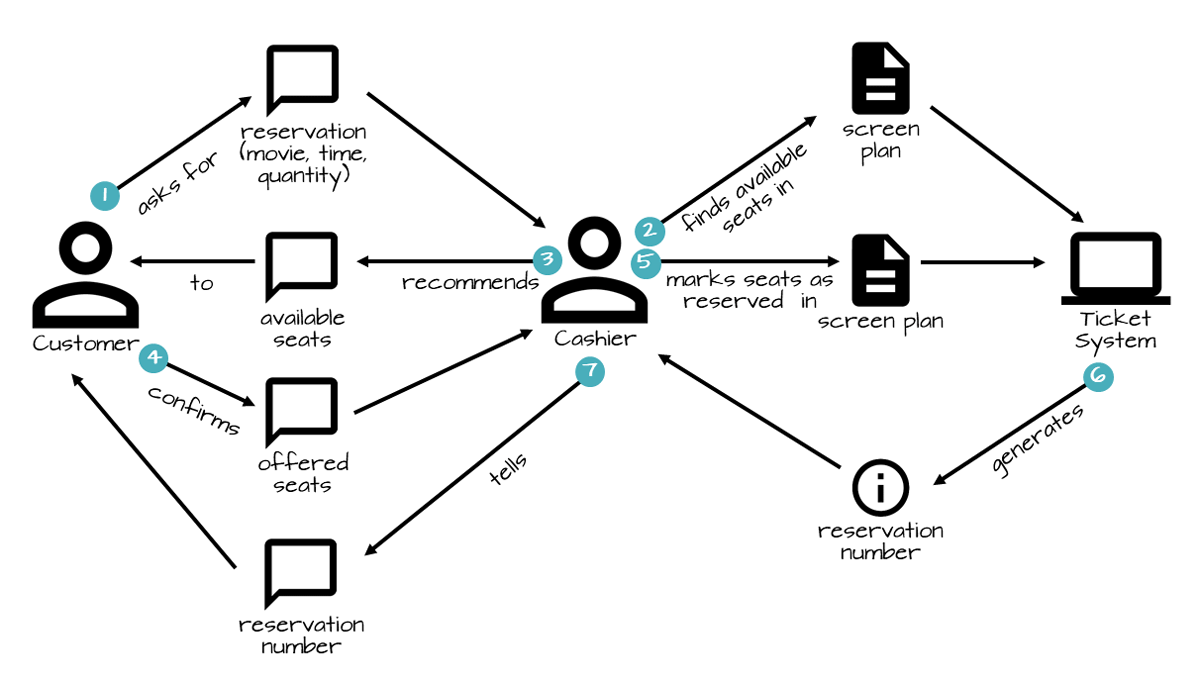 1
asks for
reservation
(movie, time,
quantity)
2
finds available
seats in
screen
plan
3
recommends
available
seats
to
Customer
4
confirms
offered
seats
Cashier
5
marks seats as
reserved in
screen plan
Ticket
System
6
generates
reservation
number
7
tells
reservation
number